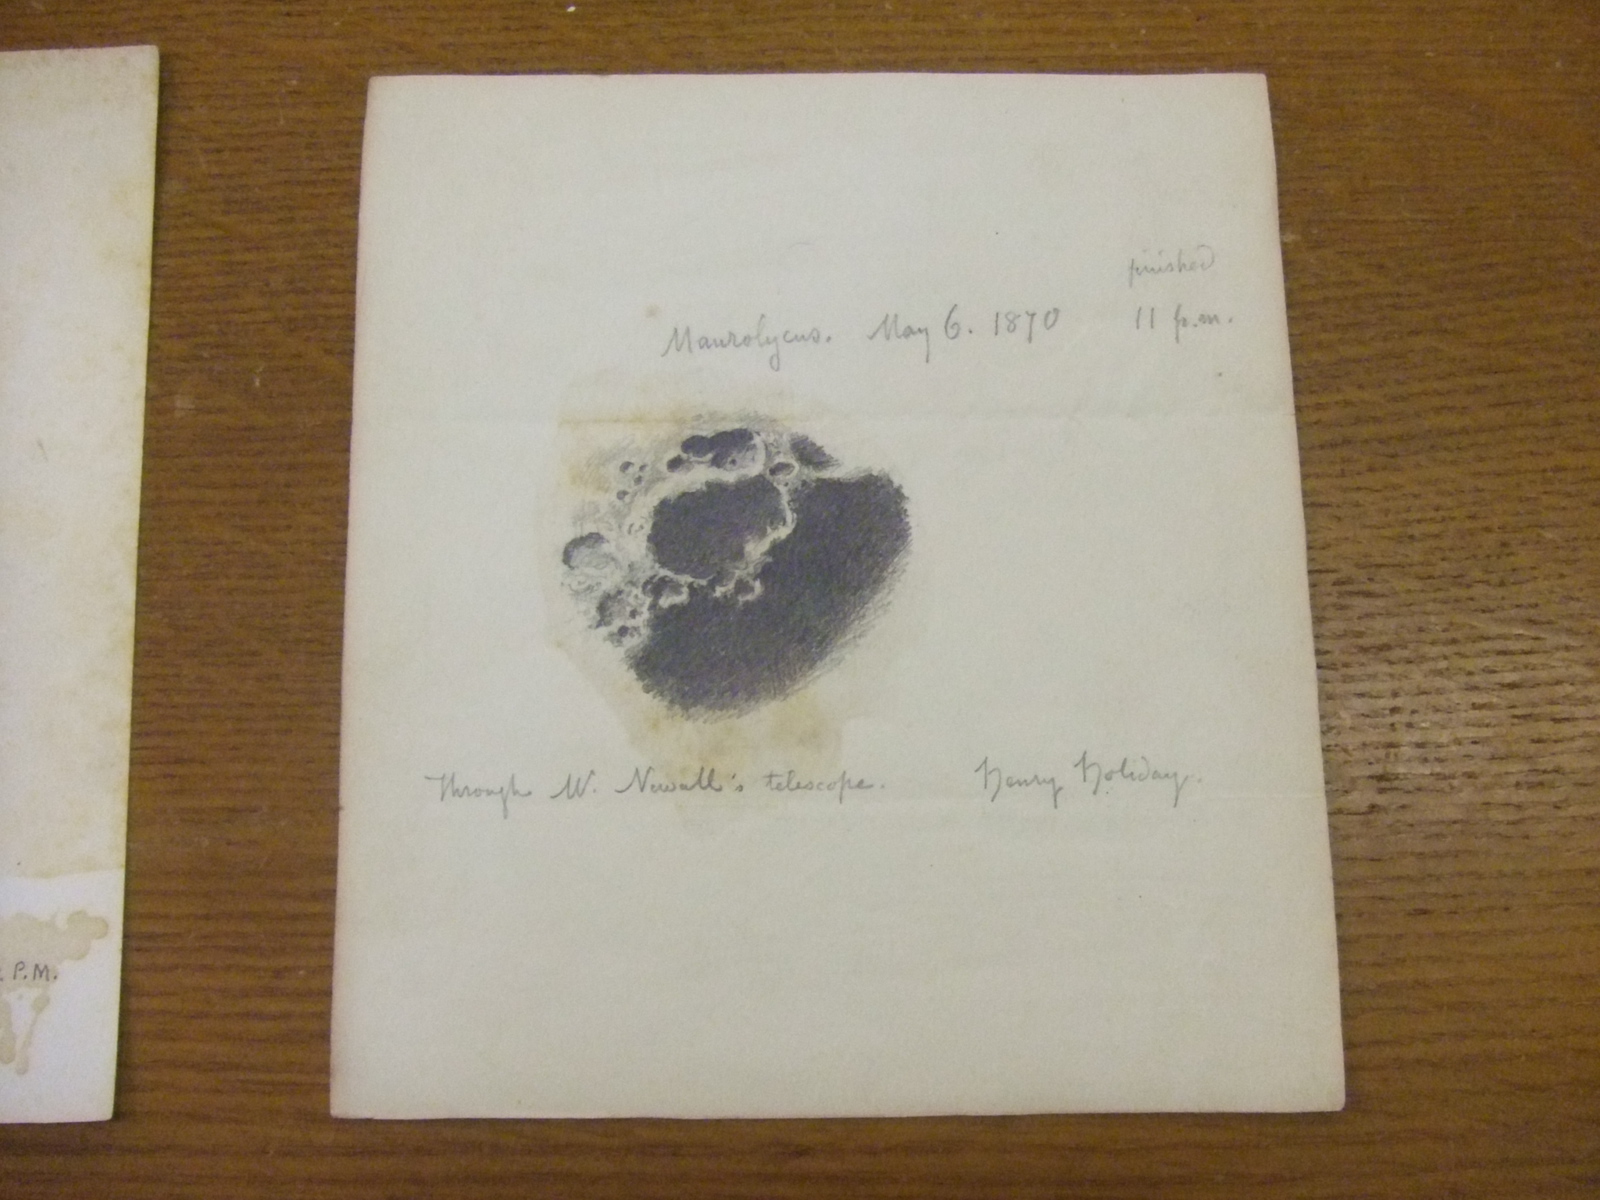 finished
Maurolycus. May 6. 1870 11 p.m.
Through W. Newall's telescope. Henry Holiday.
P.M.